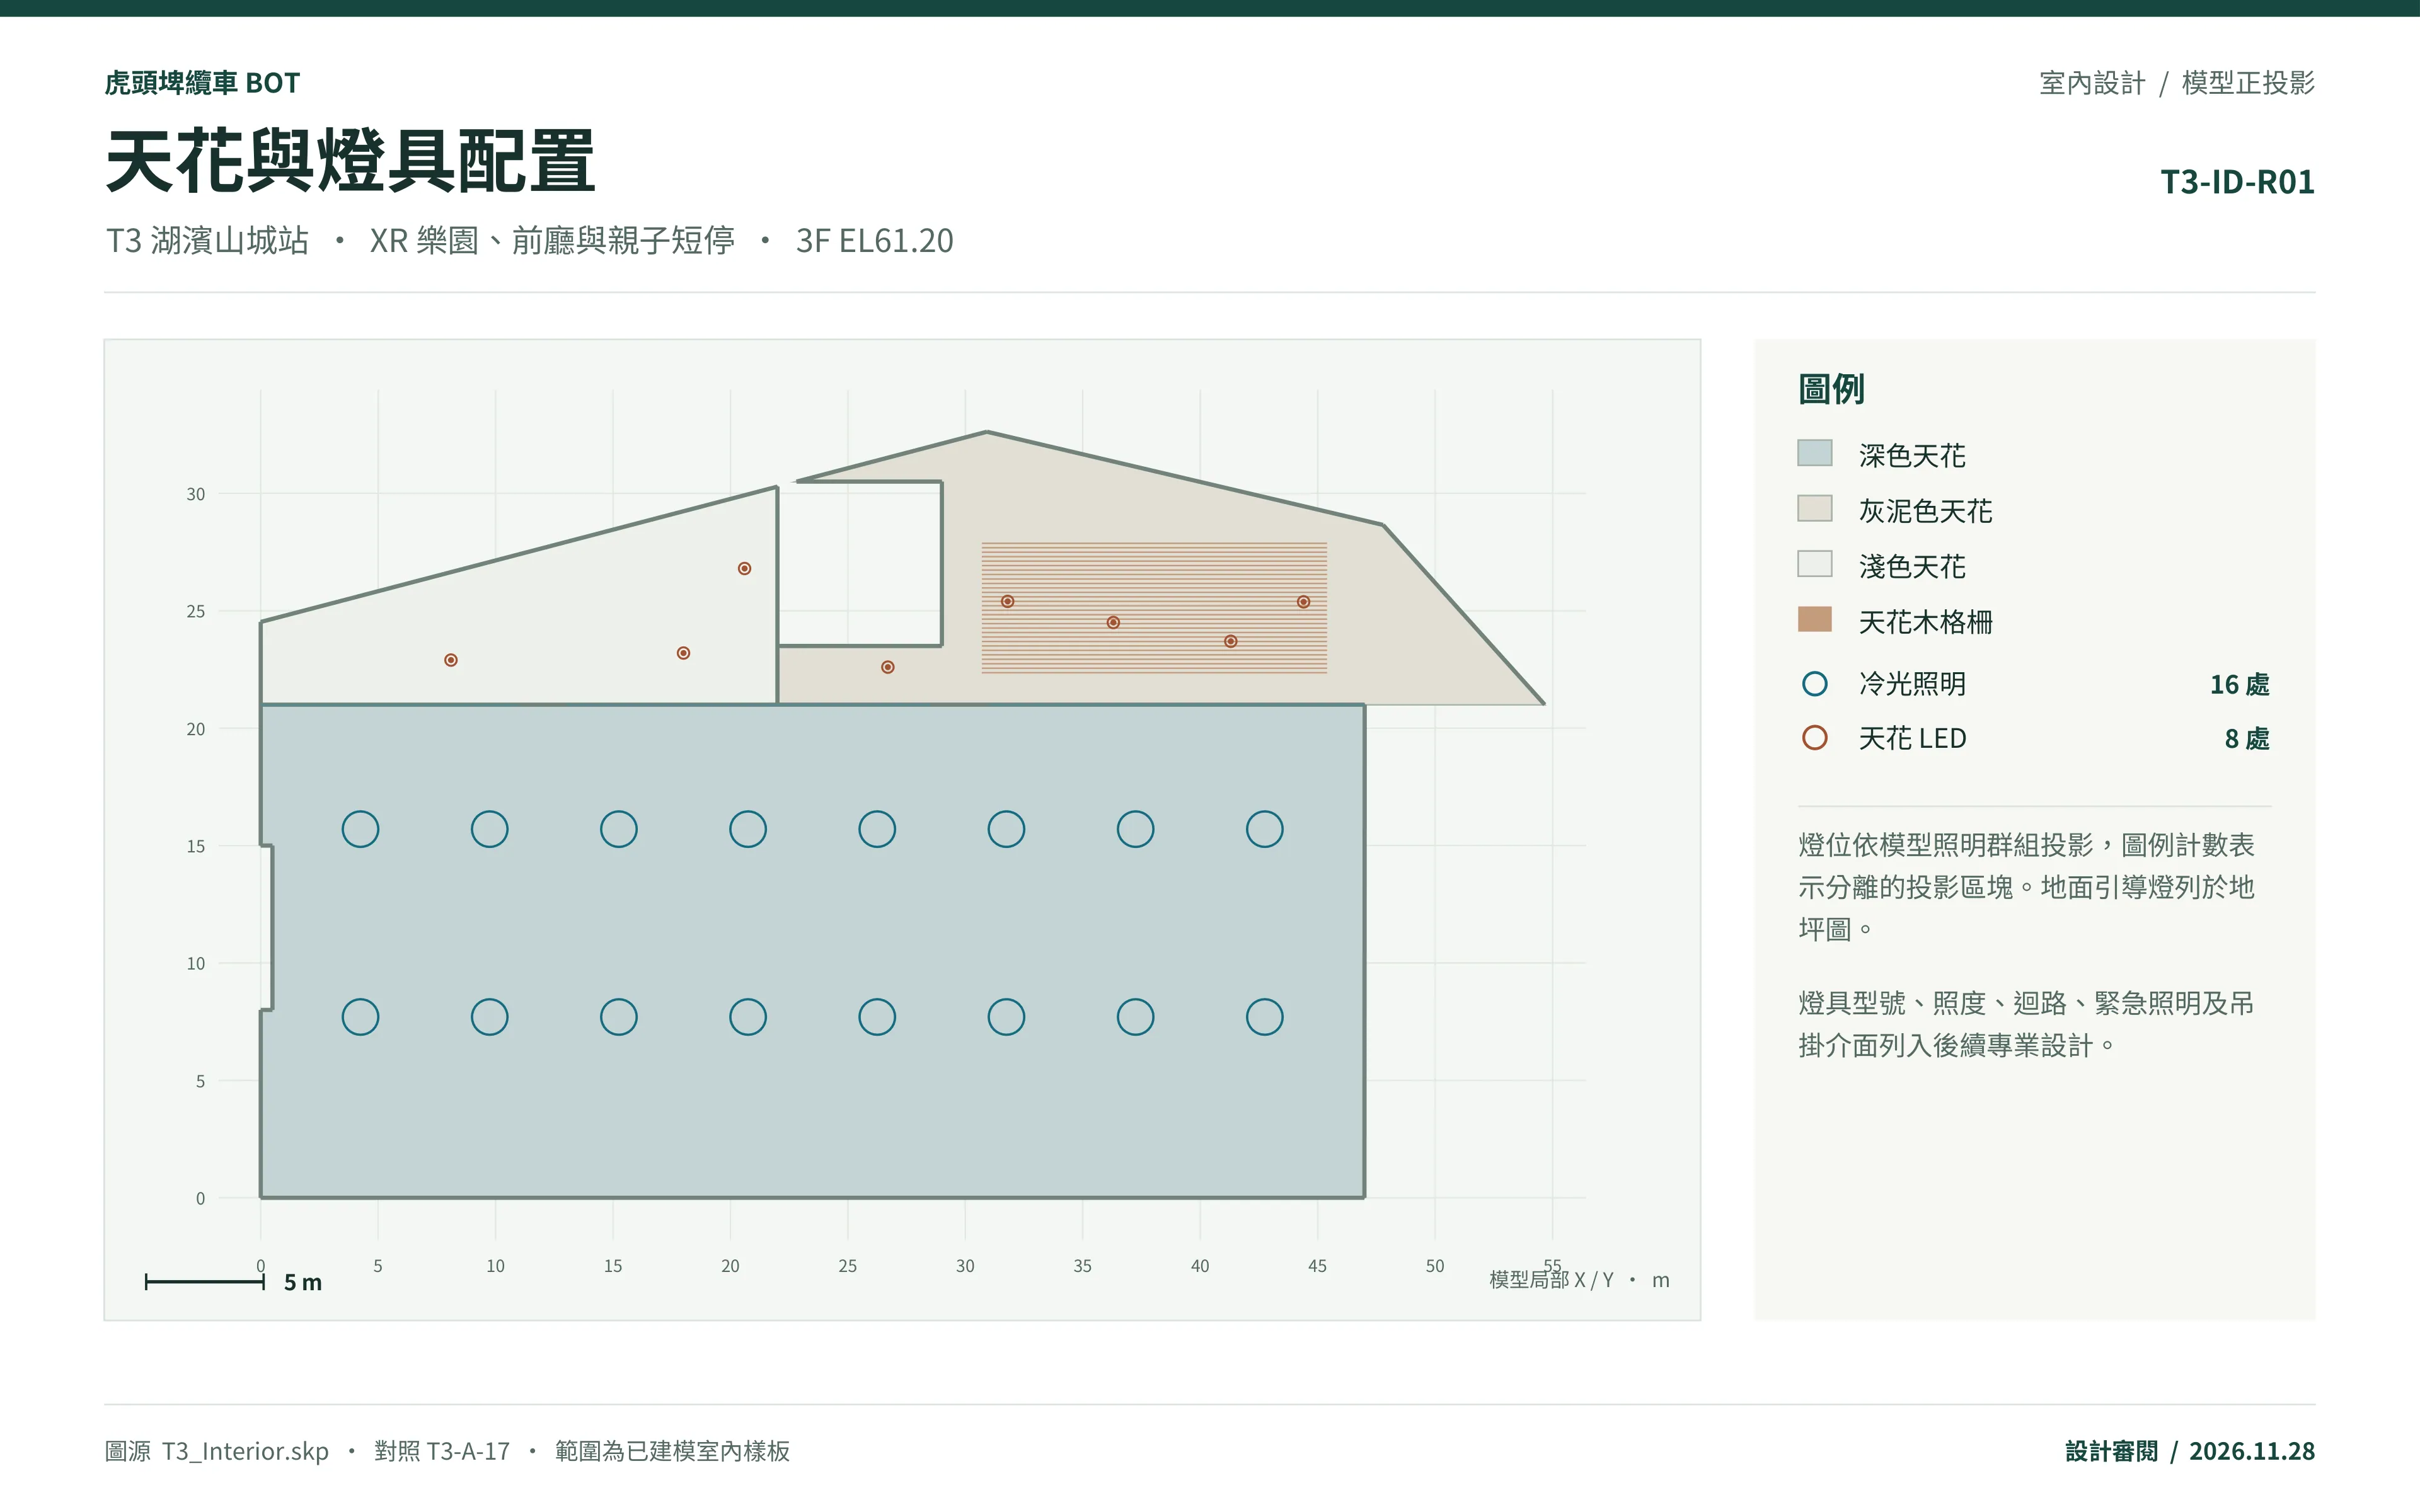 虎頭埤纜車 BOT
室內設計 / 模型正投影
天花與燈具配置
T3-ID-R01
T3 湖濱山城站 ・ XR 樂園、前廳與親子短停 ・ 3F EL61.20
30
25
20
15
10
5
0
0 5 10 15 20 25 30 35 40 45 50 55
5 m
模型局部 X / Y ・ m
圖例
深色天花
灰泥色天花
淺色天花
天花木格柵
冷光照明 16 處
天花 LED 8 處
燈位依模型照明群組投影，圖例計數表
示分離的投影區塊。地面引導燈列於地
坪圖。
燈具型號、照度、迴路、緊急照明及吊
掛介面列入後續專業設計。
圖源 T3_Interior.skp ・ 對照 T3-A-17 ・ 範圍為已建模室內樣板
設計審閱 / 2026.11.28